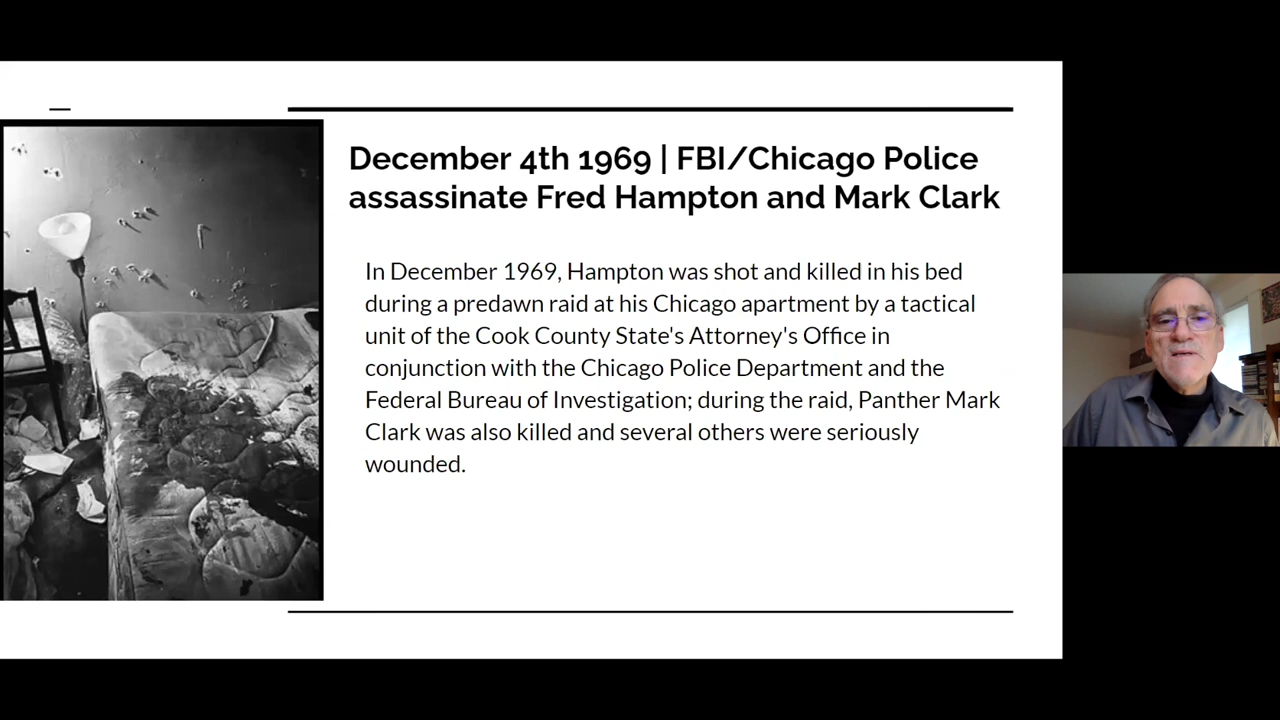 December 4th 1969 | FBI/Chicago Police
assassinate Fred Hampton and Mark Clark
In December 1969, Hampton was shot and killed in his bed
during a predawn raid at his Chicago apartment by a tactical
unit of the Cook County State's Attorney's Office in
conjunction with the Chicago Police Department and the
Federal Bureau of Investigation; during the raid, Panther Mark
Clark was also killed and several others were seriously
wounded.